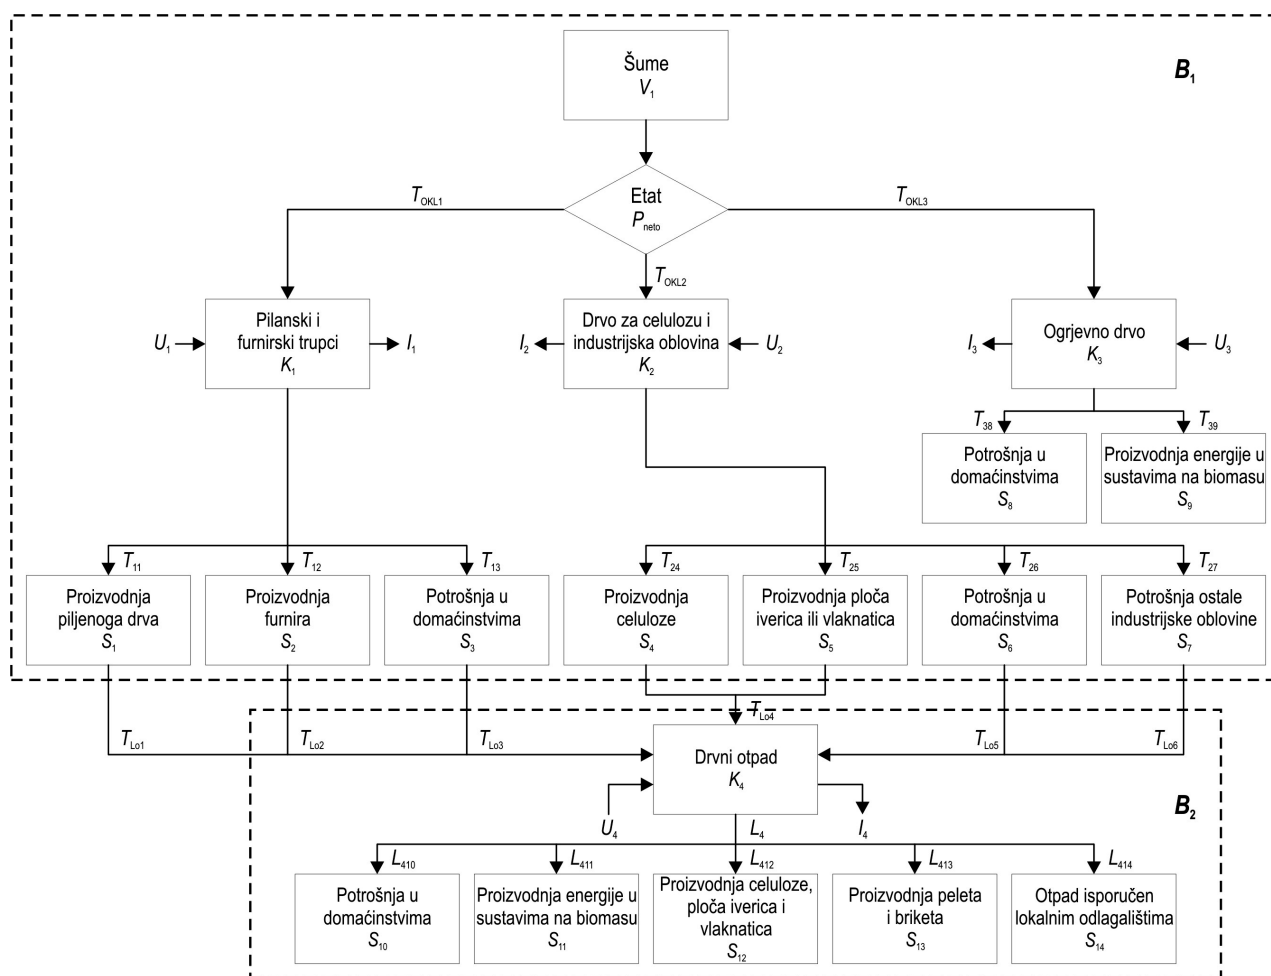 Šume
V1
B1
Etat
Pneto
TOKL1
TOKL3
TOKL2
Pilanski i
furnirski trupci
K1
U1
I1
Drvo za celulozu i
industrijska oblovina
K2
I2
U2
Ogrjevno drvo
K3
I3
U3
T38
T39
Potrošnja u
domaćinstvima
S8
Proizvodnja energije u
sustavima na biomasu
S9
T11
T12
T13
T24
T25
T26
T27
Proizvodnja
piljenoga drva
S1
Proizvodnja
furnira
S2
Potrošnja u
domaćinstvima
S3
Proizvodnja
celuloze
S4
Proizvodnja ploča
iverica ili vlaknatica
S5
Potrošnja u
domaćinstvima
S6
Potrošnja ostale
industrijske oblovine
S7
TLo4
TLo1
TLo2
TLo3
TLo5
TLo6
Drvni otpad
K4
B2
U4
L4
I4
L410
L411
L412
L413
L414
Potrošnja u
domaćinstvima
S10
Proizvodnja energije u
sustavima na biomasu
S11
Proizvodnja celuloze,
ploča iverica i
vlaknatica
S12
Proizvodnja peleta
i briketa
S13
Otpad isporučen
lokalnim odlagalištima
S14